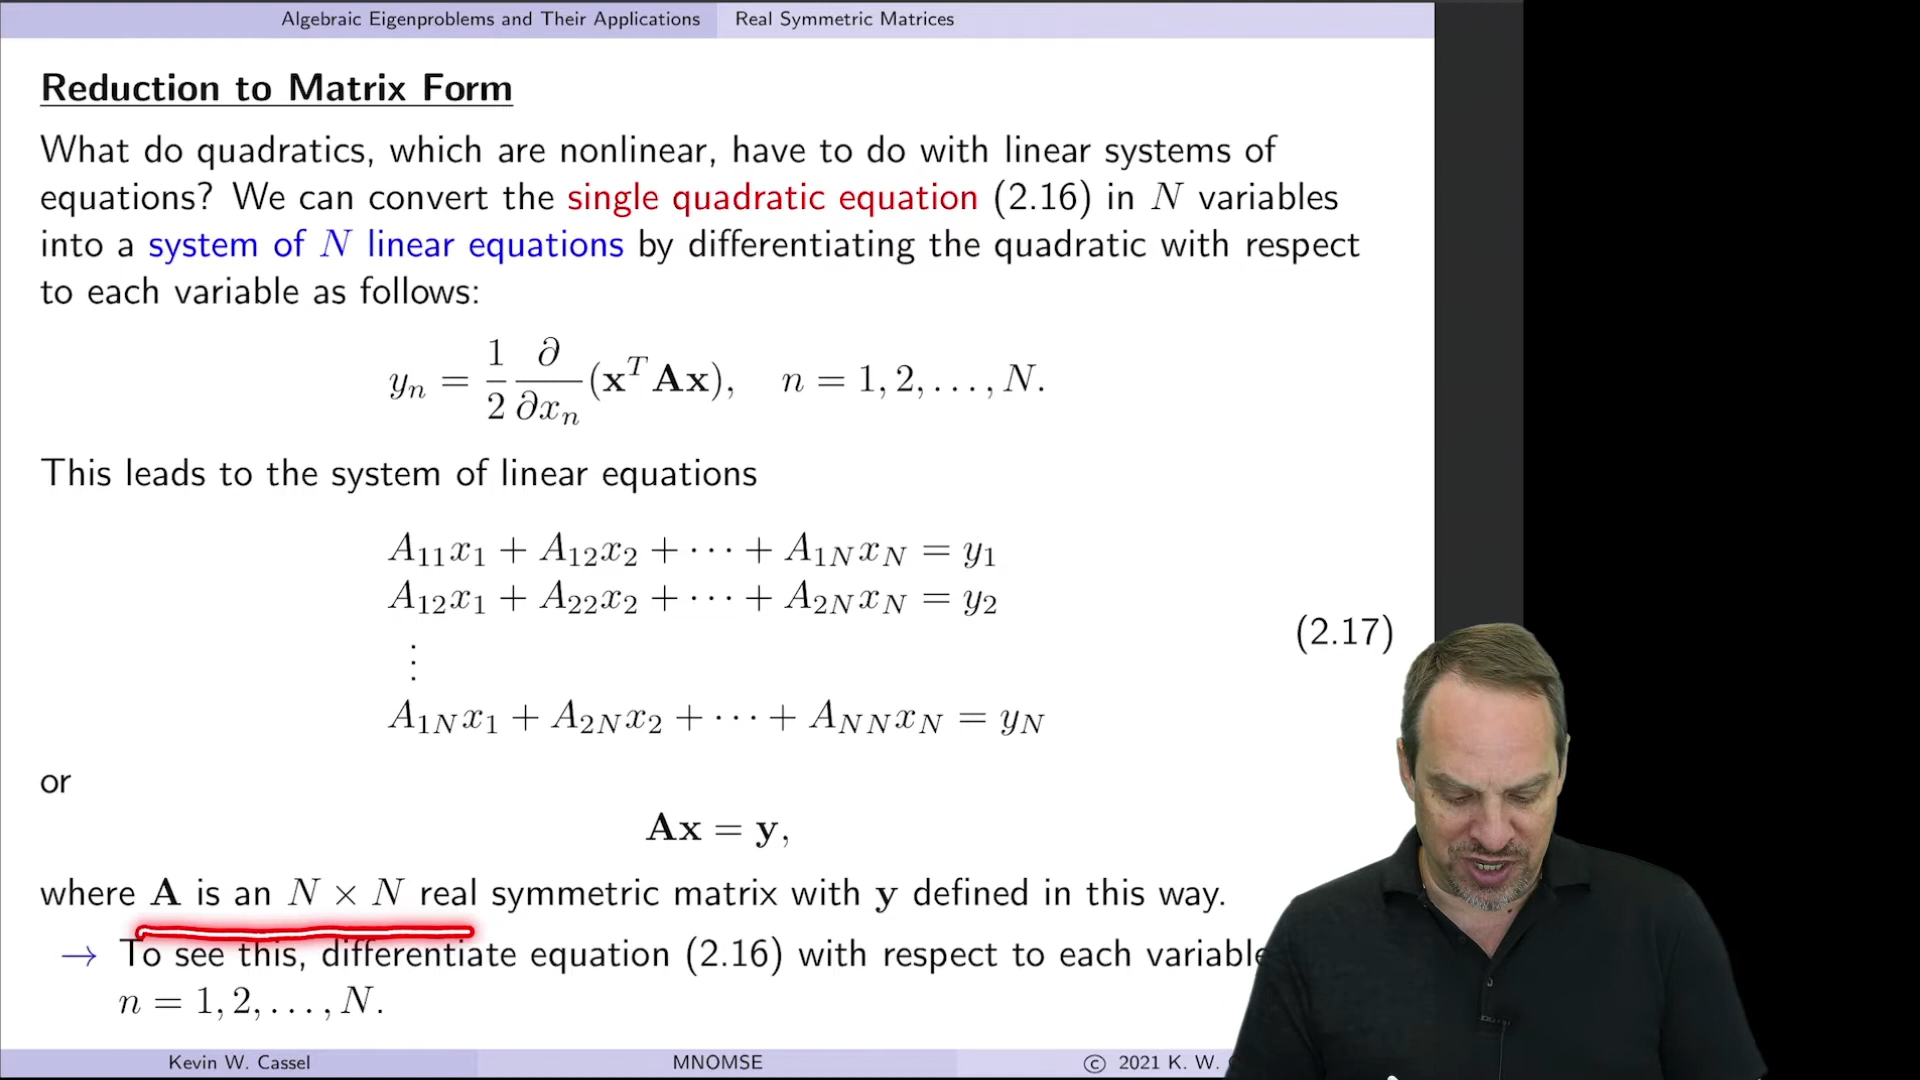 Algebraic Eigenproblems and Their Applications Real Symmetric Matrices
Reduction to Matrix Form
What do quadratics, which are nonlinear, have to do with linear systems of
equations? We can convert the single quadratic equation (2.16) in N variables
into a system of N linear equations by differentiating the quadratic with respect
to each variable as follows:
yₙ = 1/2 ∂/∂xₙ (xᵀAx), n = 1, 2, . . . , N.
This leads to the system of linear equations
A₁₁x₁ + A₁₂x₂ + ··· + A₁NxN = y₁
A₁₂x₁ + A₂₂x₂ + ··· + A₂NxN = y₂
⋮
(2.17)
A₁Nx₁ + A₂Nx₂ + ··· + ANNxN = yN
or
Ax = y,
where A is an N × N real symmetric matrix with y defined in this way.
→ To see this, differentiate equation (2.16) with respect to each variable
n = 1, 2, . . . , N.
Kevin W. Cassel MNOMSE © 2021 K. W.